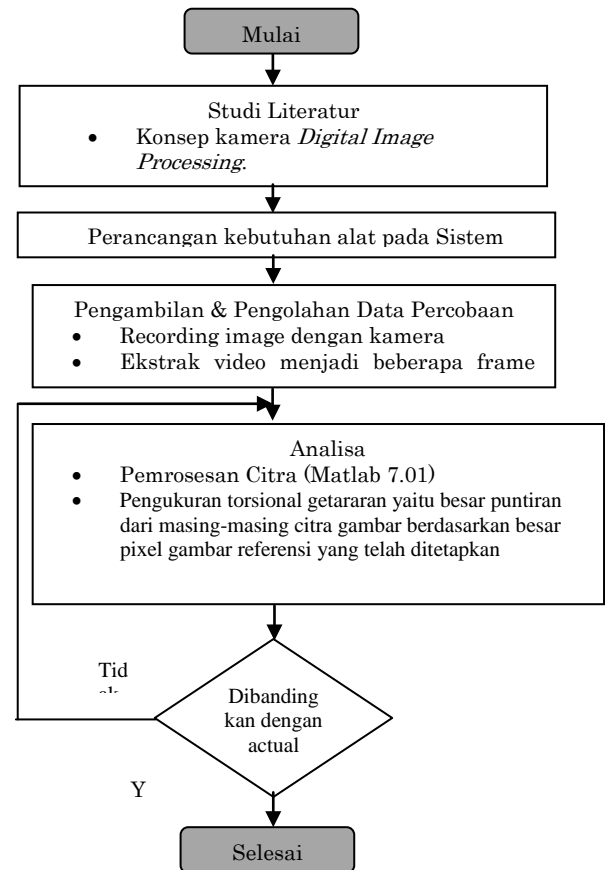 Mulai
Studi Literatur
• Konsep kamera Digital Image
Processing.
Perancangan kebutuhan alat pada Sistem
Pengambilan & Pengolahan Data Percobaan
• Recording image dengan kamera
• Ekstrak video menjadi beberapa frame
Analisa
• Pemrosesan Citra (Matlab 7.01)
• Pengukuran torsional getararan yaitu besar puntiran
dari masing-masing citra gambar berdasarkan besar
pixel gambar referensi yang telah ditetapkan
Tid
Dibanding
kan dengan
actual
Y
Selesai